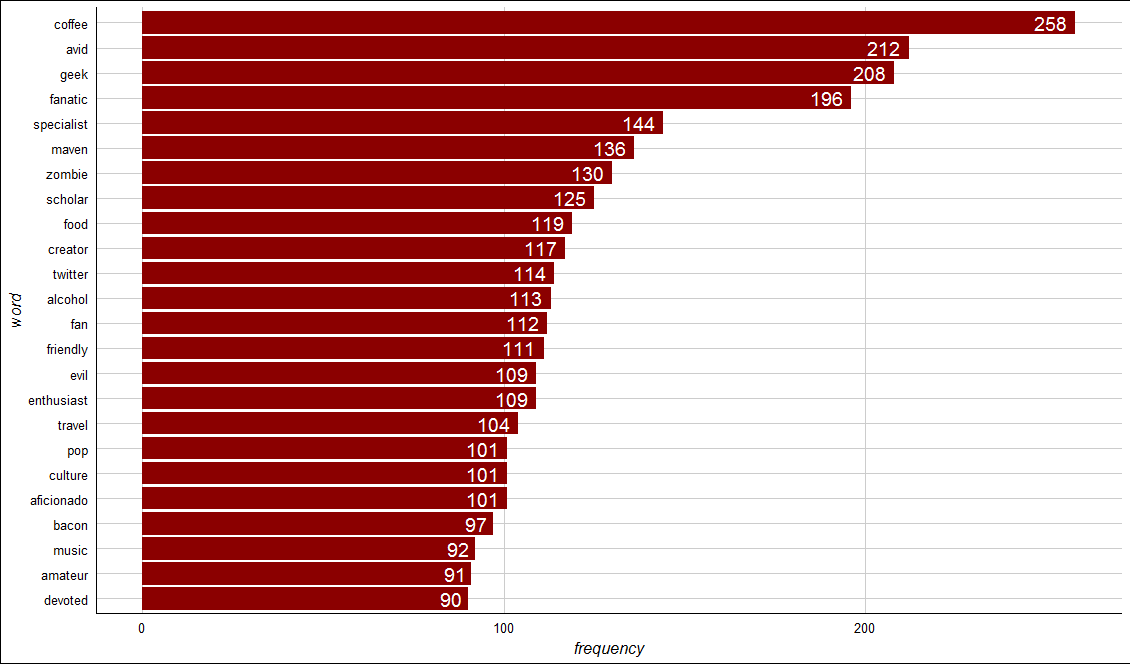 coffee 258
avid 212
geek 208
fanatic 196
specialist 144
maven 136
zombie 130
scholar 125
food 119
creator 117
twitter 114
alcohol 113
fan 112
friendly 111
evil 109
enthusiast 109
travel 104
pop 101
culture 101
aficionado 101
bacon 97
music 92
amateur 91
devoted 90
word
0 100 200
frequency